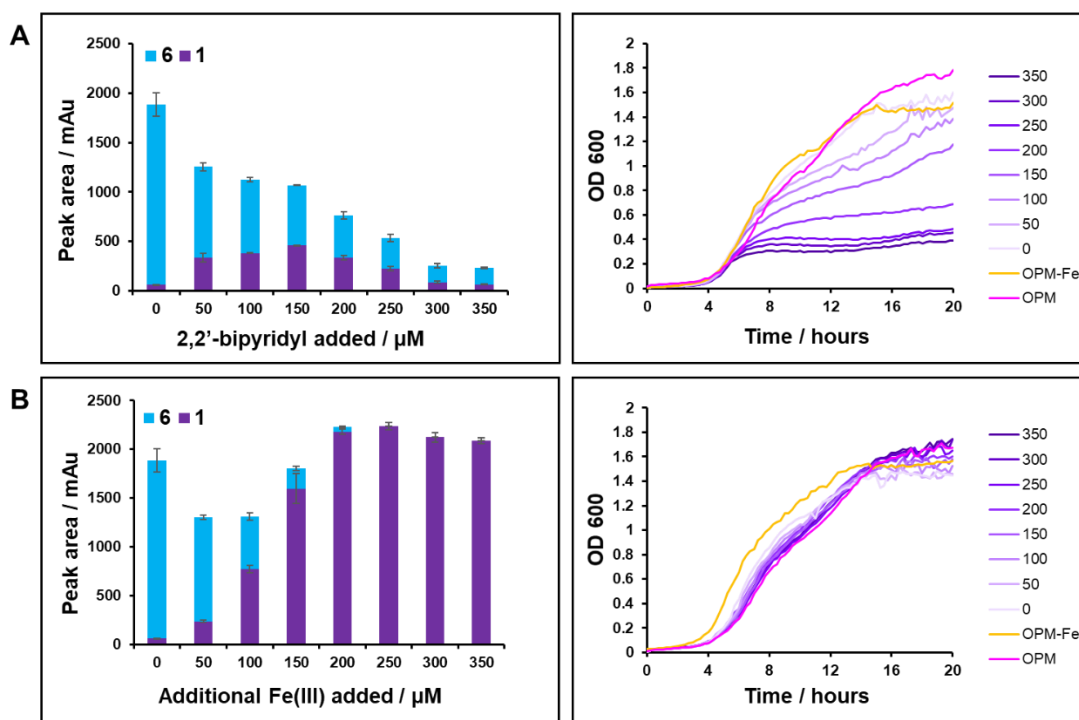 A
6 1
2500
2000
1500
1000
500
0
Peak area / mAu
0 50 100 150 200 250 300 350
2,2'-bipyridyl added / µM
2
1.8
1.6
1.4
1.2
1
0.8
0.6
0.4
0.2
0
OD 600
0 4 8 12 16 20
Time / hours
350
300
250
200
150
100
50
0
OPM-Fe
OPM
B
6 1
2500
2000
1500
1000
500
0
Peak area / mAu
0 50 100 150 200 250 300 350
Additional Fe(III) added / µM
2
1.8
1.6
1.4
1.2
1
0.8
0.6
0.4
0.2
0
OD 600
0 4 8 12 16 20
Time / hours
350
300
250
200
150
100
50
0
OPM-Fe
OPM